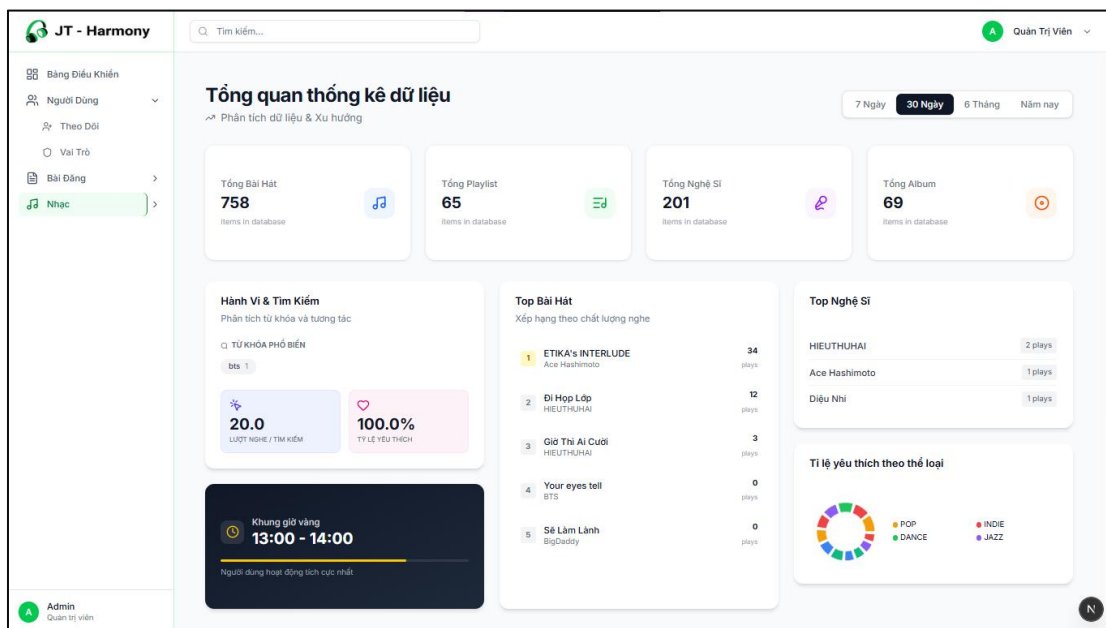 JT - Harmony
Tìm kiếm...
A
Quản Trị Viên
Bảng Điều Khiển
Người Dùng
Theo Dõi
Vai Trò
Bài Đăng
Nhạc
Tổng quan thống kê dữ liệu
Phân tích dữ liệu & Xu hướng
7 Ngày
30 Ngày
6 Tháng
Năm nay
Tổng Bài Hát
758
items in database
Tổng Playlist
65
items in database
Tổng Nghệ Sĩ
201
items in database
Tổng Album
69
items in database
Hành Vi & Tìm Kiếm
Phân tích từ khóa và tương tác
TỪ KHÓA PHỔ BIẾN
bts 1
20.0
LƯỢT NGHE / TÌM KIẾM
100.0%
TỶ LỆ YÊU THÍCH
Khung giờ vàng
13:00 - 14:00
Người dùng hoạt động tích cực nhất
Top Bài Hát
Xếp hạng theo chất lượng nghe
1
ETIKA's INTERLUDE
Ace Hashimoto
34
plays
2
Đi Họp Lớp
HIEUTHUHAI
12
plays
3
Giờ Thì Ai Cười
HIEUTHUHAI
3
plays
4
Your eyes tell
BTS
0
plays
5
Sẽ Làm Lành
BigDaddy
0
plays
Top Nghệ Sĩ
HIEUTHUHAI 2 plays
Ace Hashimoto 1 plays
Diệu Nhi 1 plays
Tỉ lệ yêu thích theo thể loại
POP
INDIE
DANCE
JAZZ
A
Admin
Quản trị viên
N